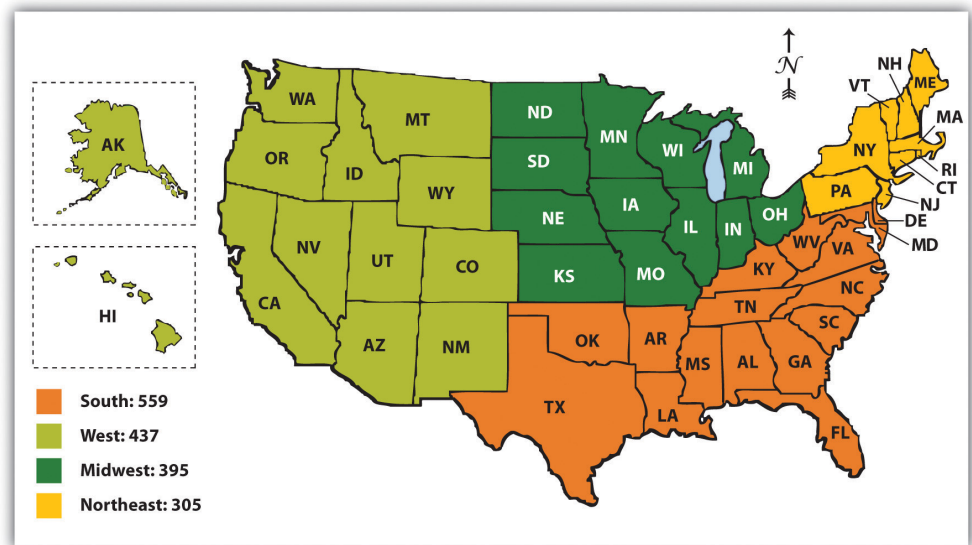 N
NH
VT
ME
WA
MT
ND
MA
MN
AK
OR
NY
WI
SD
ID
MI
RI
WY
CT
PA
NJ
IA
NE
OH
DE
NV
IL
IN
WV
VA
MD
UT
CO
KY
KS
MO
NC
CA
TN
HI
SC
OK
AR
AZ
NM
MS
AL
GA
South: 559
TX
LA
FL
West: 437
Midwest: 395
Northeast: 305